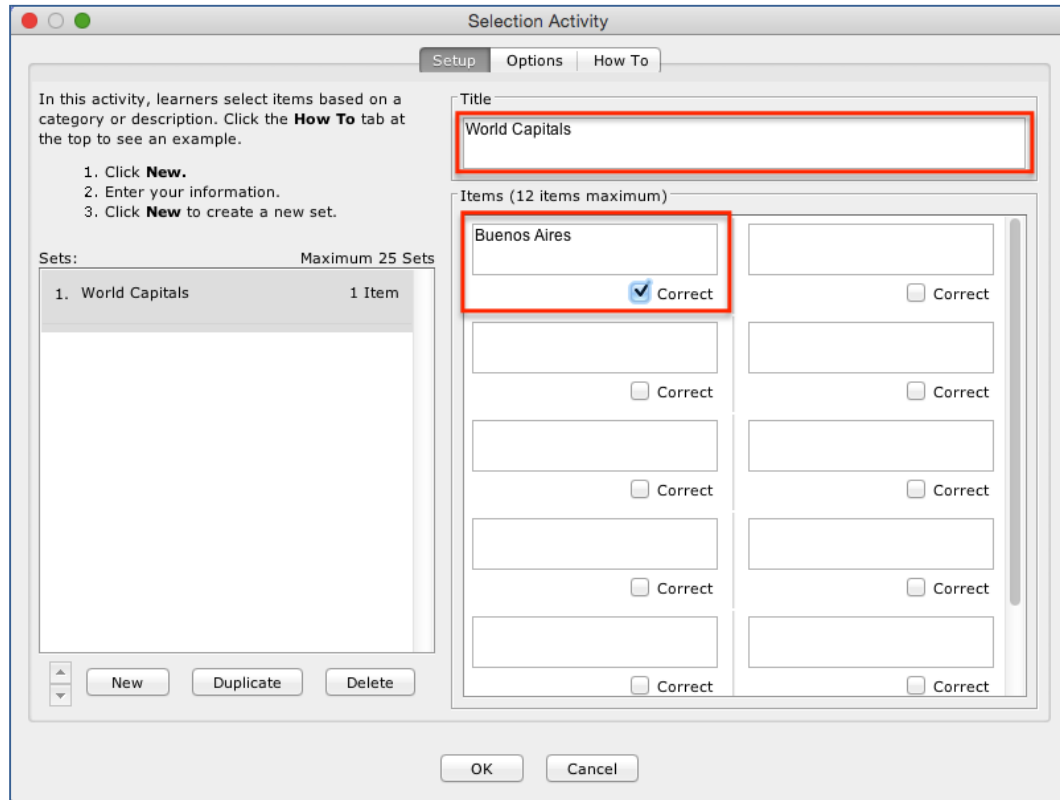 Selection Activity
Setup Options How To
In this activity, learners select items based on a
category or description. Click the How To tab at
the top to see an example.
1. Click New.
2. Enter your information.
3. Click New to create a new set.
Sets: Maximum 25 Sets
1. World Capitals 1 Item
New Duplicate Delete
Title
World Capitals
Items (12 items maximum)
Buenos Aires
Correct Correct
Correct Correct
Correct Correct
Correct Correct
Correct Correct
OK Cancel